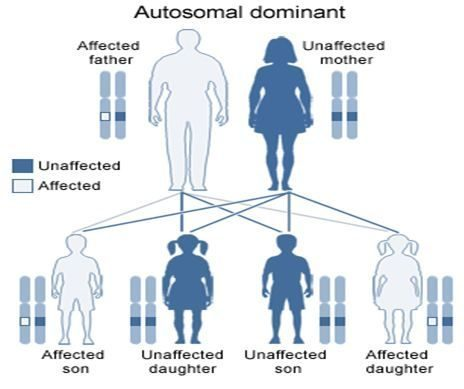 Autosomal dominant
Affected
father
Unaffected
mother
Unaffected
Affected
Affected
son
Unaffected
daughter
Unaffected
son
Affected
daughter